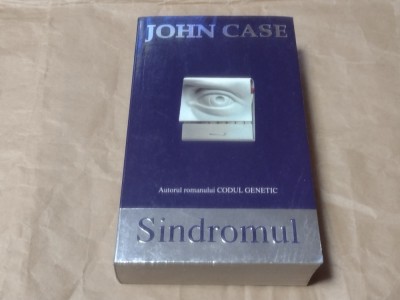 JOHN CASE
Autorul romanului CODUL GENETIC
Sindromul